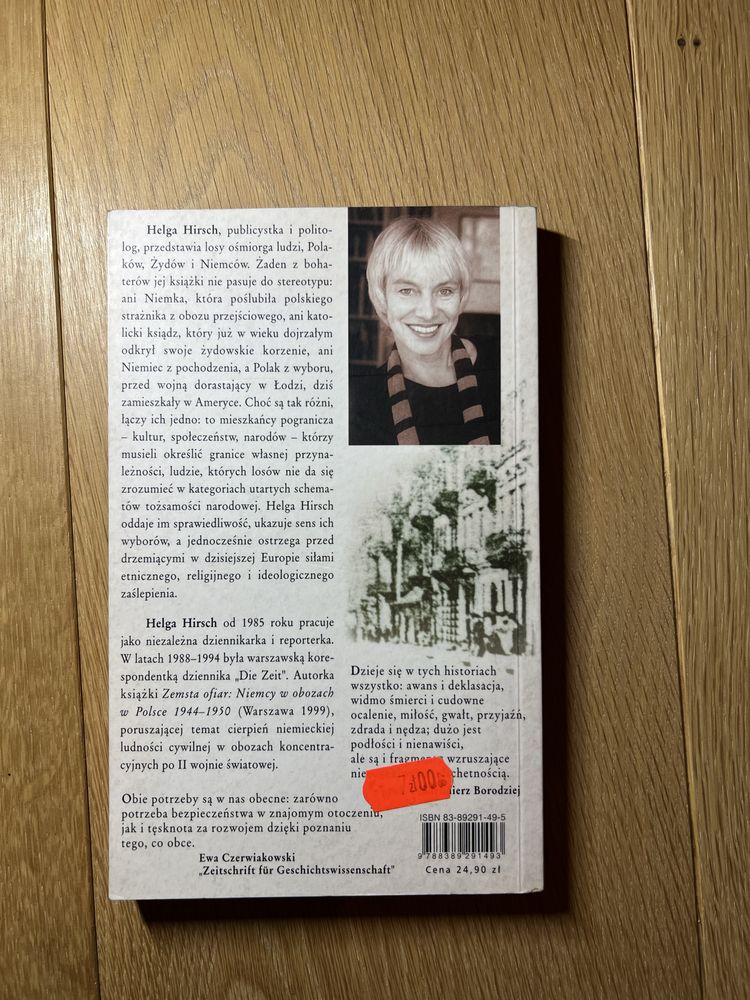 Helga Hirsch, publicystka i polito-
log, przedstawia losy ośmiorga ludzi, Pola-
ków, Żydów i Niemców. Żaden z boha-
terów jej książki nie pasuje do stereotypu:
ani Niemka, która poślubiła polskiego
strażnika z obozu przejściowego, ani kato-
licki ksiądz, który już w wieku dojrzałym
odkrył swoje żydowskie korzenie, ani
Niemiec z pochodzenia, a Polak z wyboru,
przed wojną dorastający w Łodzi, dziś
zamieszkały w Ameryce. Choć są tak różni,
łączy ich jedno: to mieszkańcy pogranicza
– kultur, społeczeństw, narodów – którzy
musieli określić granice własnej przyna-
leżności, ludzie, których losów nie da się
zrozumieć w kategoriach utartych schema-
tów tożsamości narodowej. Helga Hirsch
oddaje im sprawiedliwość, ukazuje sens ich
wyborów, a jednocześnie ostrzega przed
drzemiącymi w dzisiejszej Europie siłami
etnicznego, religijnego i ideologicznego
zaślepienia.
Helga Hirsch od 1985 roku pracuje
jako niezależna dziennikarka i reporterka.
W latach 1988–1994 była warszawską kore-
spondentką dziennika „Die Zeit". Autorka
książki Zemsta ofiar: Niemcy w obozach
w Polsce 1944–1950 (Warszawa 1999),
poruszającej temat cierpień niemieckiej
ludności cywilnej w obozach koncentra-
cyjnych po II wojnie światowej.
Obie potrzeby są w nas obecne: zarówno
potrzeba bezpieczeństwa w znajomym otoczeniu,
jak i tęsknota za rozwojem dzięki poznaniu
tego, co obce.
Ewa Czerwiakowski
„Zeitschrift für Geschichtswissenschaft"
Dzieje się w tych historiach
wszystko: awans i deklasacja,
widmo śmierci i cudowne
ocalenie, miłość, gwałt, przyjaźń,
zdrada i nędza; dużo jest
podłości i nienawiści,
ale są i fragmenty wzruszające
chetnością.
mierz Borodziej
7zł00
ISBN 83-89291-49-5
9 788389 291493
Cena 24,90 zł